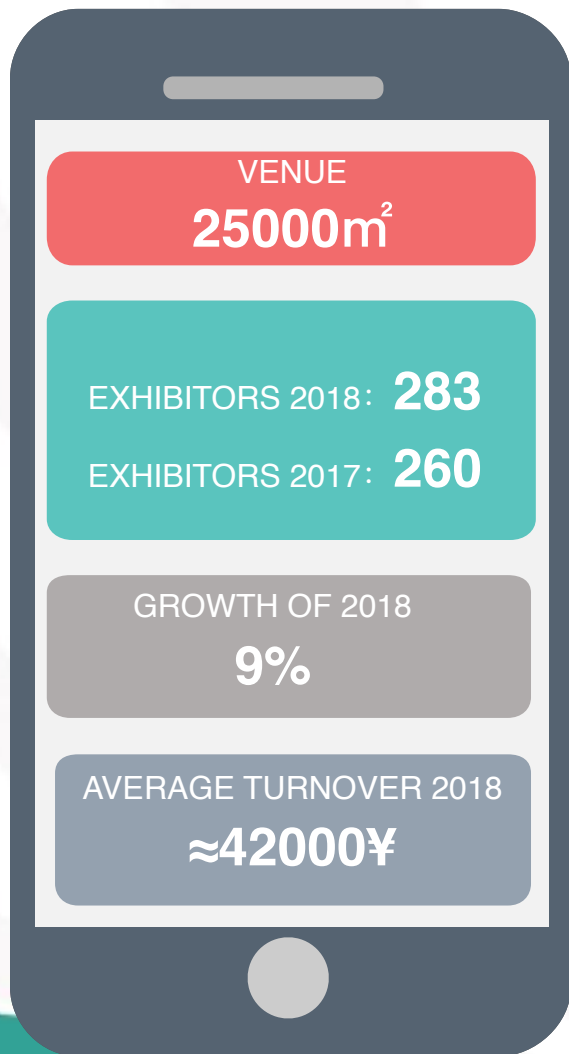 VENUE
25000㎡
EXHIBITORS 2018：283
EXHIBITORS 2017：260
GROWTH OF 2018
9%
AVERAGE TURNOVER 2018
≈42000¥